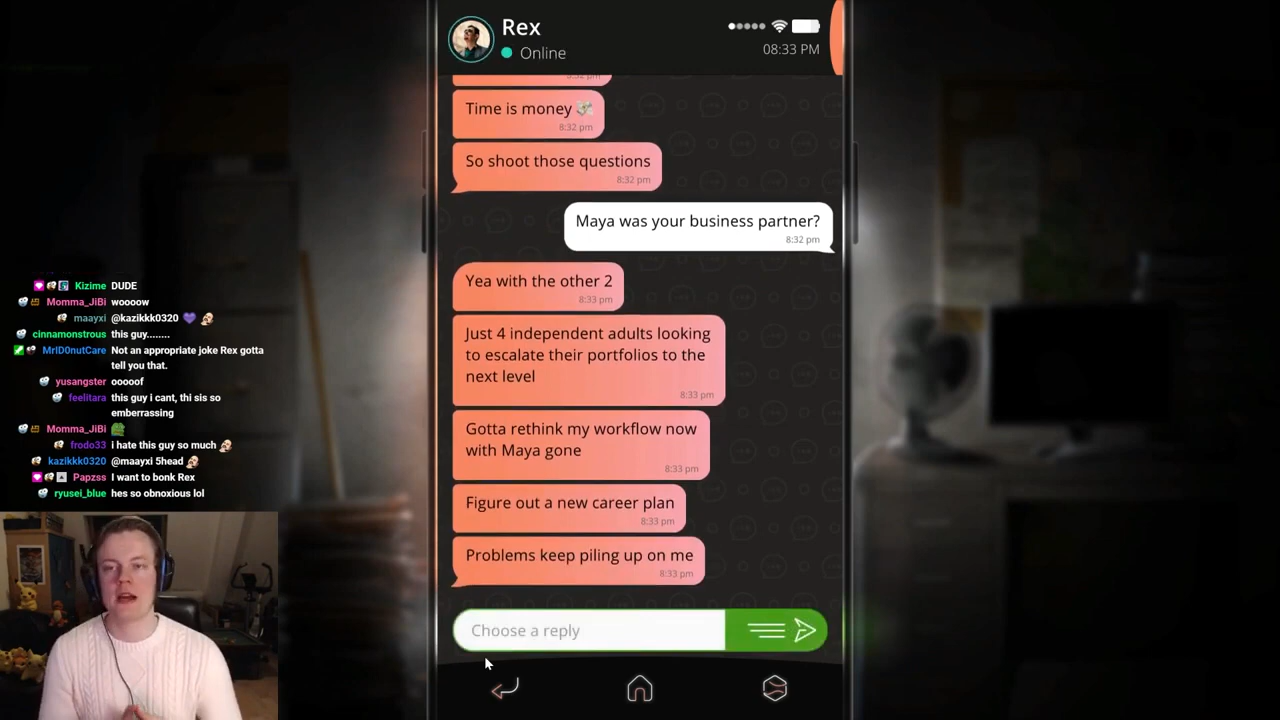 Rex
Online
08:33 PM
8:32 pm
Time is money
8:32 pm
So shoot those questions
8:32 pm
Maya was your business partner?
8:32 pm
Yea with the other 2
8:33 pm
Just 4 independent adults looking
to escalate their portfolios to the
next level
8:33 pm
Gotta rethink my workflow now
with Maya gone
8:33 pm
Figure out a new career plan
8:33 pm
Problems keep piling up on me
8:33 pm
Choose a reply
Kizime DUDE
Momma_JiBi woooow
maayxi @kazikkk0320
cinnamonstrous this guy........
MrID0nutCare Not an appropriate joke Rex gotta
tell you that.
yusangster ooooof
feelitara this guy i cant, thi sis so
emberrassing
Momma_JiBi
frodo33 i hate this guy so much
kazikkk0320 @maayxi 5head
Papzss I want to bonk Rex
ryusei_blue hes so obnoxious lol